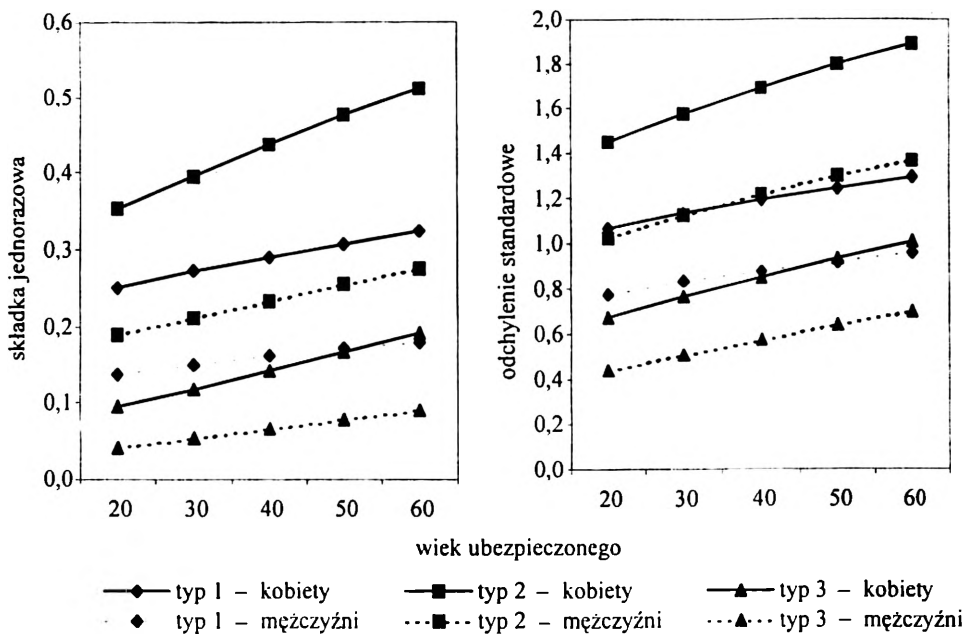 składka jednorazowa
0,6
0,5
0,4
0,3
0,2
0,1
0,0
20 30 40 50 60
odchylenie standardowe
2,0
1,8
1,6
1,4
1,2
1,0
0,8
0,6
0,4
0,2
0,0
20 30 40 50 60
wiek ubezpieczonego
typ 1 – kobiety typ 2 – kobiety typ 3 – kobiety
typ 1 – mężczyźni typ 2 – mężczyźni typ 3 – mężczyźni